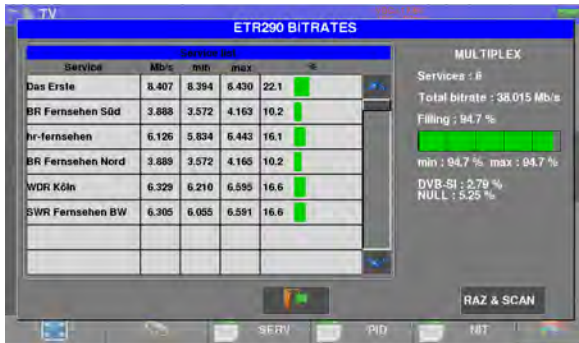 TV
ETR290 BITRATES
Service list
Service Mb/s min max %
Das Erste 8.407 8.394 8.430 22.1
BR Fernsehen Süd 3.888 3.572 4.163 10.2
hr-fernsehen 6.126 5.834 6.443 16.1
BR Fernsehen Nord 3.889 3.572 4.165 10.2
WDR Köln 6.329 6.210 6.595 16.6
SWR Fernsehen BW 6.305 6.055 6.591 16.6
MULTIPLEX
Services : 6
Total bitrate : 38.015 Mb/s
Filling : 94.7 %
min : 94.7 % max : 94.7 %
DVB-SI : 2.79 %
NULL : 5.25 %
RAZ & SCAN
SERV PID NIT